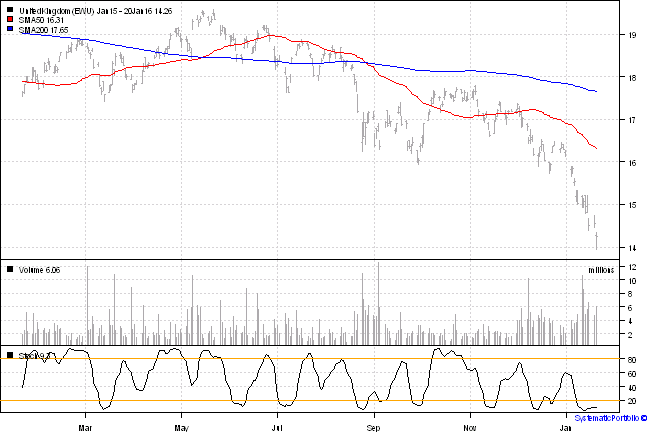 UnitedKingdom (EWU) Jan 15 - 20Jan16 14.26
SMA50 16.31
SMA200 17.65
19
18
17
16
15
14
Volume 6.06
millions
12
10
8
6
4
2
80
60
40
20
Mar May Jul Sep Nov Jan
SystematicPortfolio ©